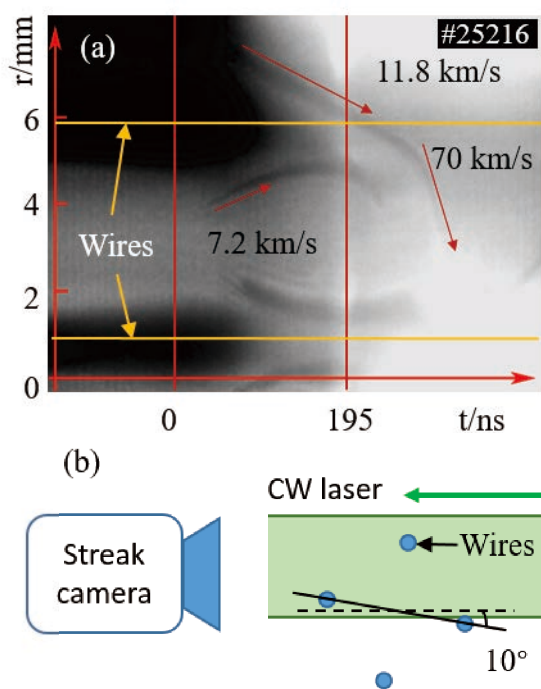 r/mm
(a)
#25216
11.8 km/s
6
70 km/s
4
Wires
7.2 km/s
2
0
0
195
t/ns
(b)
CW laser
Streak
camera
Wires
10°